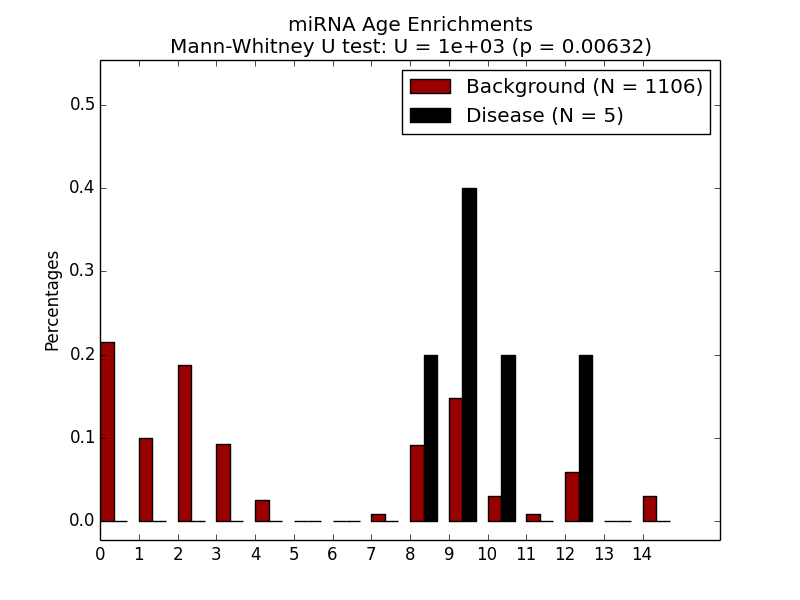 miRNA Age Enrichments
Mann-Whitney U test: U = 1e+03 (p = 0.00632)
Background (N = 1106)
Disease (N = 5)
Percentages
0.5
0.4
0.3
0.2
0.1
0.0
0 1 2 3 4 5 6 7 8 9 10 11 12 13 14